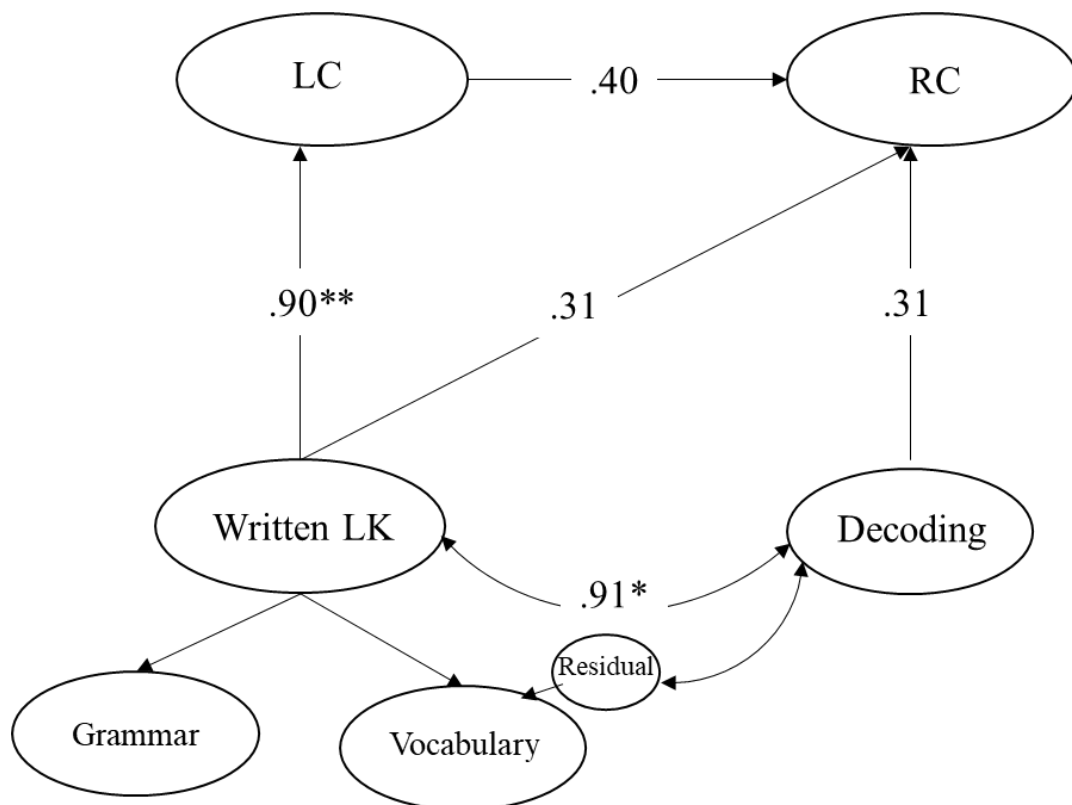 LC
.40
RC
.90**
.31
.31
Written LK
Decoding
.91*
Residual
Grammar
Vocabulary